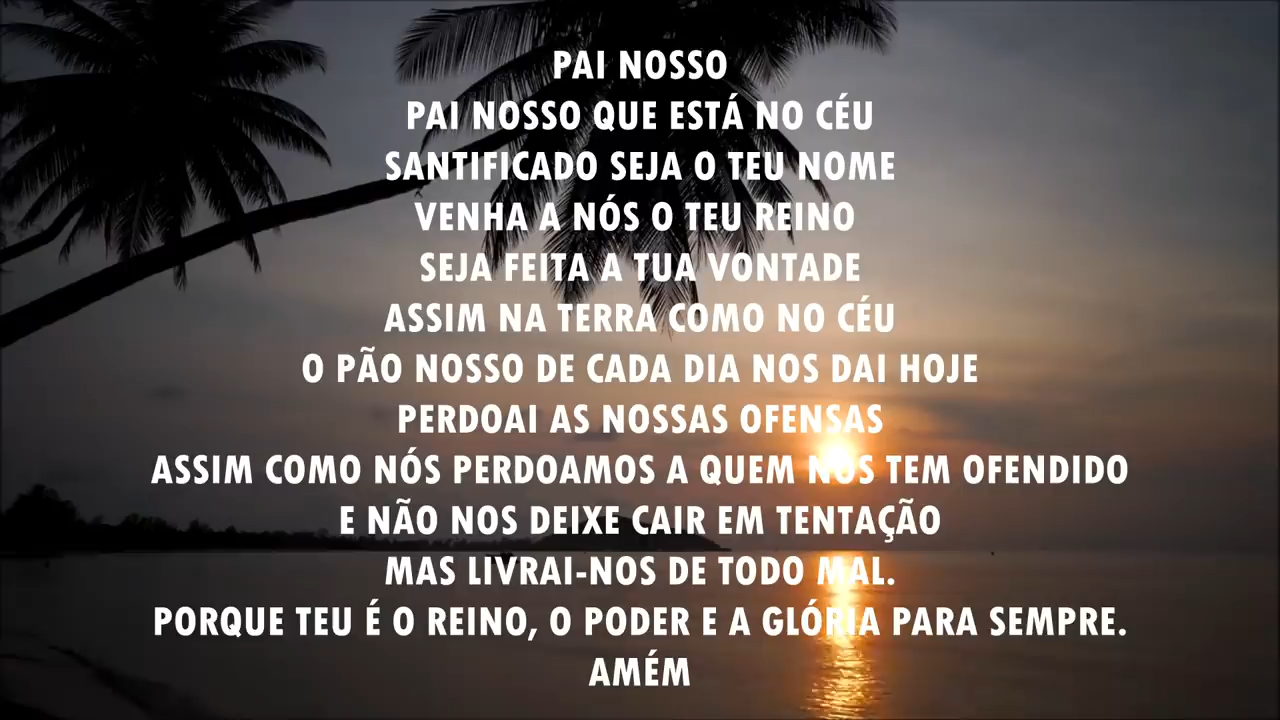 PAI NOSSO
PAI NOSSO QUE ESTÁ NO CÉU
SANTIFICADO SEJA O TEU NOME
VENHA A NÓS O TEU REINO
SEJA FEITA A TUA VONTADE
ASSIM NA TERRA COMO NO CÉU
O PÃO NOSSO DE CADA DIA NOS DAI HOJE
PERDOAI AS NOSSAS OFENSAS
ASSIM COMO NÓS PERDOAMOS A QUEM NOS TEM OFENDIDO
E NÃO NOS DEIXE CAIR EM TENTAÇÃO
MAS LIVRAI-NOS DE TODO MAL.
PORQUE TEU É O REINO, O PODER E A GLÓRIA PARA SEMPRE.
AMÉM